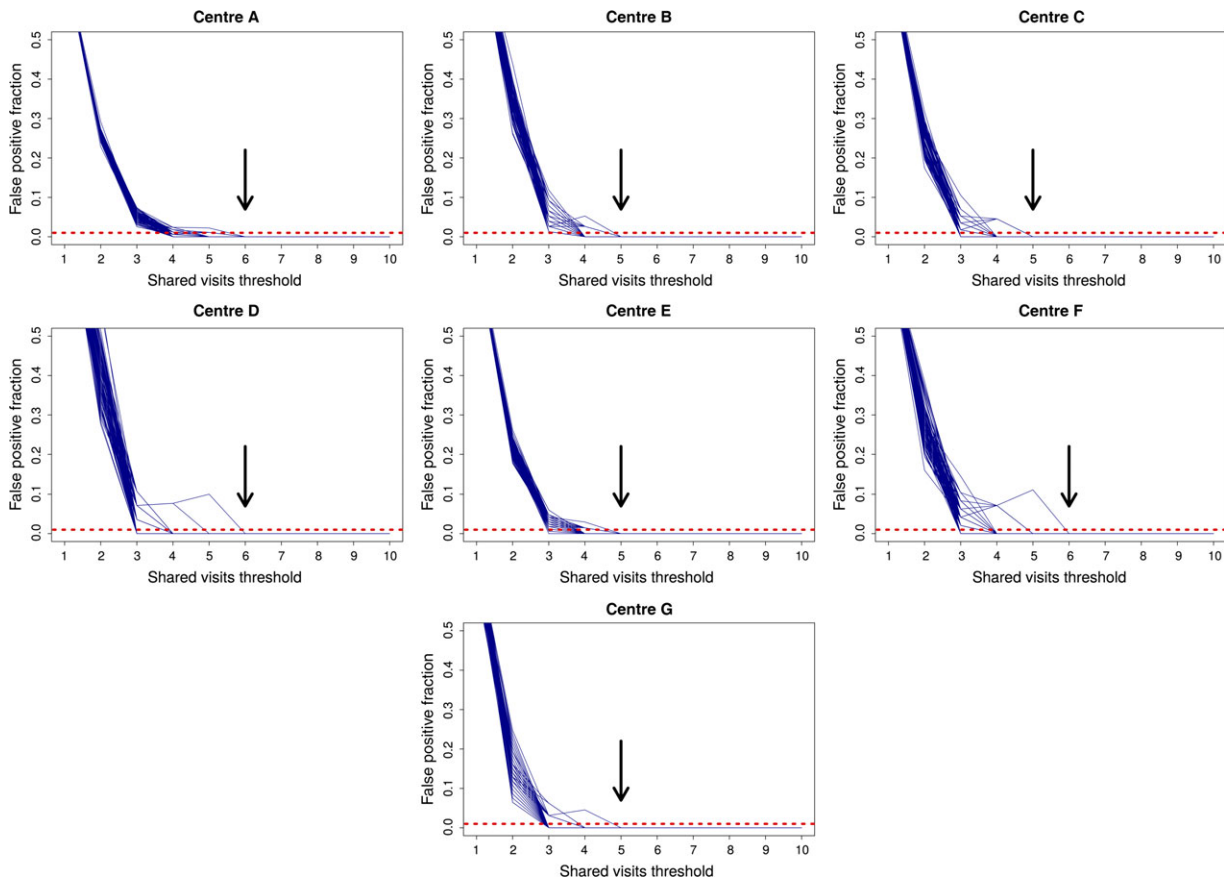 Centre A
False positive fraction
0.5
0.4
0.3
0.2
0.1
0.0
1 2 3 4 5 6 7 8 9 10
Shared visits threshold
Centre B
False positive fraction
0.5
0.4
0.3
0.2
0.1
0.0
1 2 3 4 5 6 7 8 9 10
Shared visits threshold
Centre C
False positive fraction
0.5
0.4
0.3
0.2
0.1
0.0
1 2 3 4 5 6 7 8 9 10
Shared visits threshold
Centre D
False positive fraction
0.5
0.4
0.3
0.2
0.1
0.0
1 2 3 4 5 6 7 8 9 10
Shared visits threshold
Centre E
False positive fraction
0.5
0.4
0.3
0.2
0.1
0.0
1 2 3 4 5 6 7 8 9 10
Shared visits threshold
Centre F
False positive fraction
0.5
0.4
0.3
0.2
0.1
0.0
1 2 3 4 5 6 7 8 9 10
Shared visits threshold
Centre G
False positive fraction
0.5
0.4
0.3
0.2
0.1
0.0
1 2 3 4 5 6 7 8 9 10
Shared visits threshold